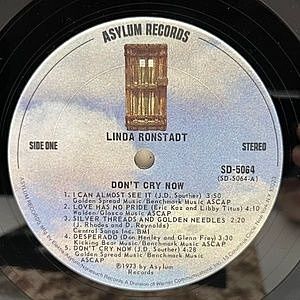 ASYLUM RECORDS
LINDA RONSTADT
SIDE ONE
STEREO
SD-5064
(SD-5064-A)
DON'T CRY NOW
1 I CAN ALMOST SEE IT (J.D. Souther) 3:50
Golden Spread Music/Benchmark Music ASCAP
2 LOVE HAS NO PRIDE (Eric Kaz and Libby Titus) 4:10
Walden/Glasco Music ASCAP
3 SILVER THREADS AND GOLDEN NEEDLES 2:20
(J. Rhodes and D. Reynolds)
Central Songs Inc. BMI
4 DESPERADO (Don Henley and Glenn Frey) 3:30
Kicking Bear Music/Benchmark Music ASCAP
5 DON'T CRY NOW (J.D. Souther)
Golden Spread Music/Benchmark Music ASCAP
©1973 by Asylum
Records